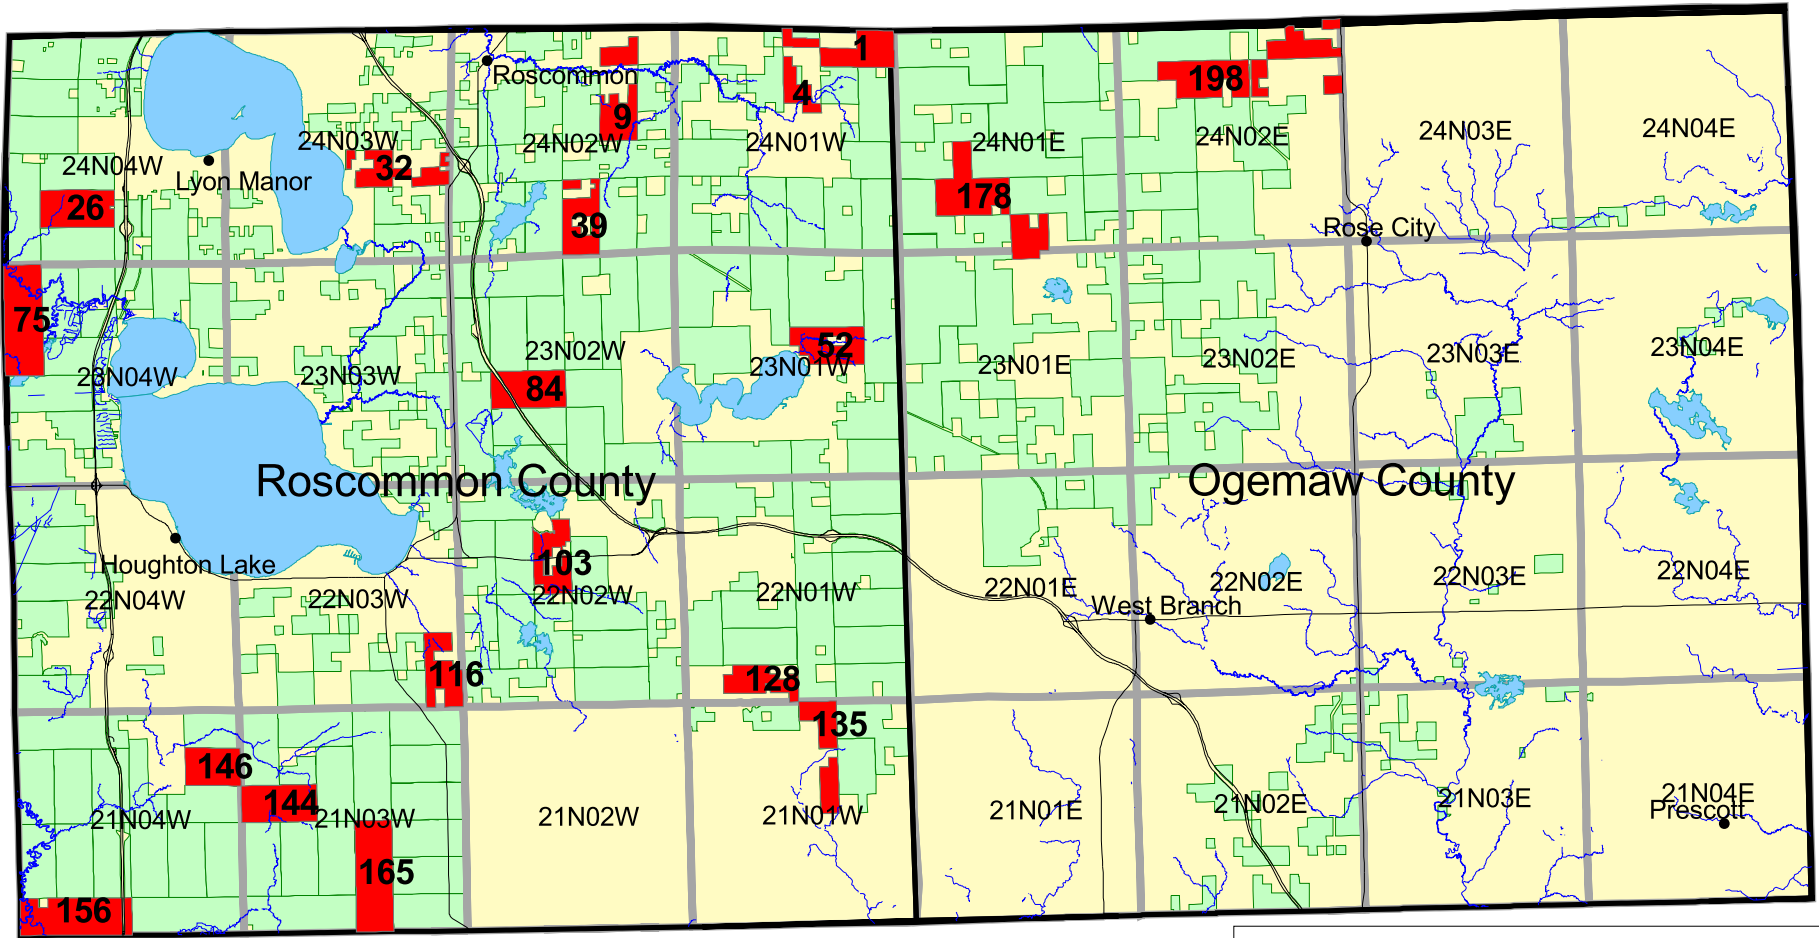 1
Roscommon
198
4
9
24N03W
24N02W
24N01W
24N01E
24N02E
24N03E
24N04E
24N04W
32
Lyon Manor
178
26
39
Rose City
75
52
23N02W
23N01W
23N01E
23N02E
23N03E
23N04E
23N04W
23N03W
84
Roscommon County
Ogemaw County
103
Houghton Lake
22N04W
22N03W
22N02W
22N01W
22N01E
22N02E
22N03E
22N04E
West Branch
116
128
135
146
144
21N04W
21N03W
21N02W
21N01W
21N01E
21N02E
21N03E
21N04E
Prescott
165
156